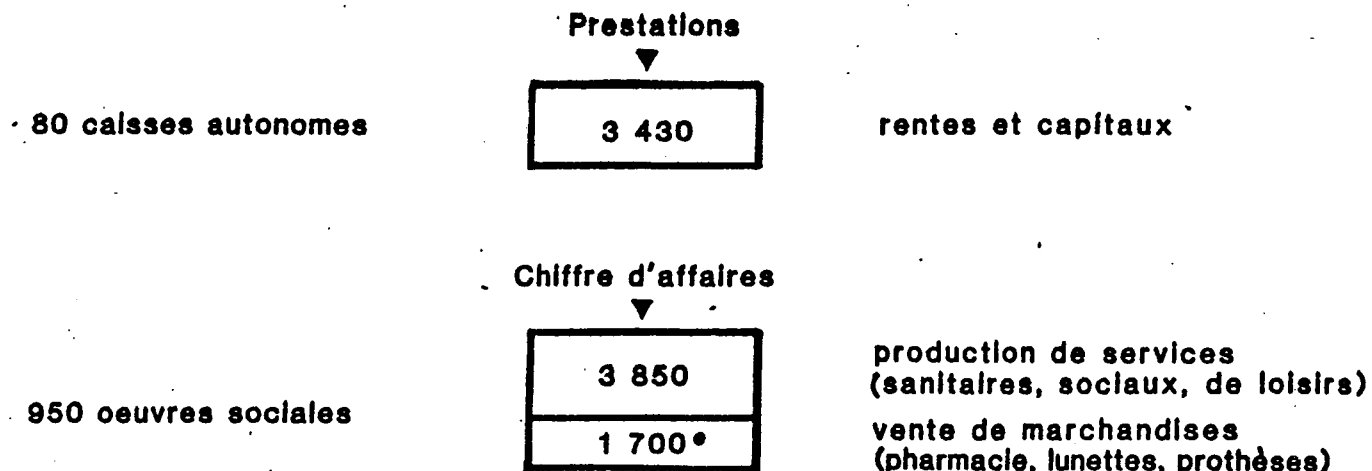 Prestations
▼
80 caisses autonomes
3 430
rentes et capitaux
Chiffre d'affaires
▼
950 oeuvres sociales
3 850
production de services
(sanitaires, sociaux, de loisirs)
1 700•
vente de marchandises
(pharmacie, lunettes, prothèses)